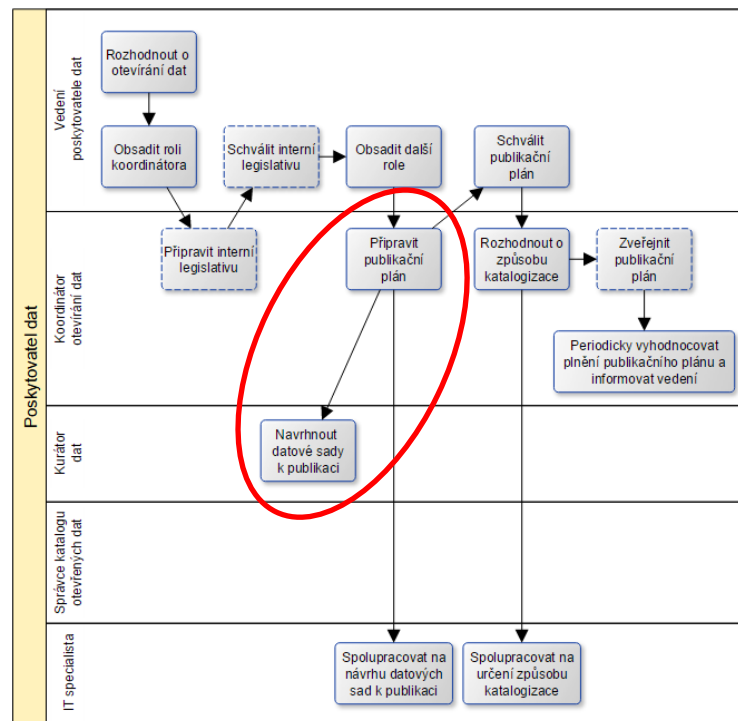 Poskytovatel dat
Vedení
poskytovatele dat
Rozhodnout o
otevírání dat
Obsadit roli
koordinátora
Schválit interní
legislativu
Obsadit další
role
Schválit
publikační
plán
Koordinátor
otevírání dat
Připravit interní
legislativu
Připravit
publikační
plán
Rozhodnout o
způsobu
katalogizace
Zveřejnit
publikační
plán
Periodicky vyhodnocovat
plnění publikačního plánu a
informovat vedení
Kurátor
dat
Navrhnout
datové sady
k publikaci
Správce katalogu
otevřených dat
IT specialista
Spolupracovat na
návrhu datových
sad k publikaci
Spolupracovat na
určení způsobu
katalogizace